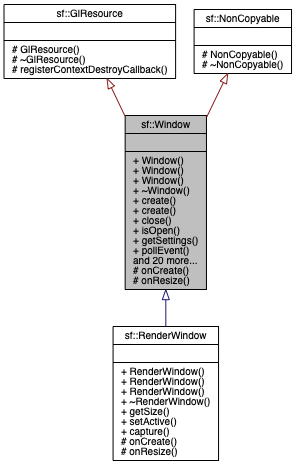 sf::GlResource
# GlResource()
# ~GlResource()
# registerContextDestroyCallback()
sf::NonCopyable
# NonCopyable()
# ~NonCopyable()
sf::Window
+ Window()
+ Window()
+ Window()
+ ~Window()
+ create()
+ create()
+ close()
+ isOpen()
+ getSettings()
+ pollEvent()
and 20 more...
# onCreate()
# onResize()
sf::RenderWindow
+ RenderWindow()
+ RenderWindow()
+ RenderWindow()
+ ~RenderWindow()
+ getSize()
+ setActive()
+ capture()
# onCreate()
# onResize()